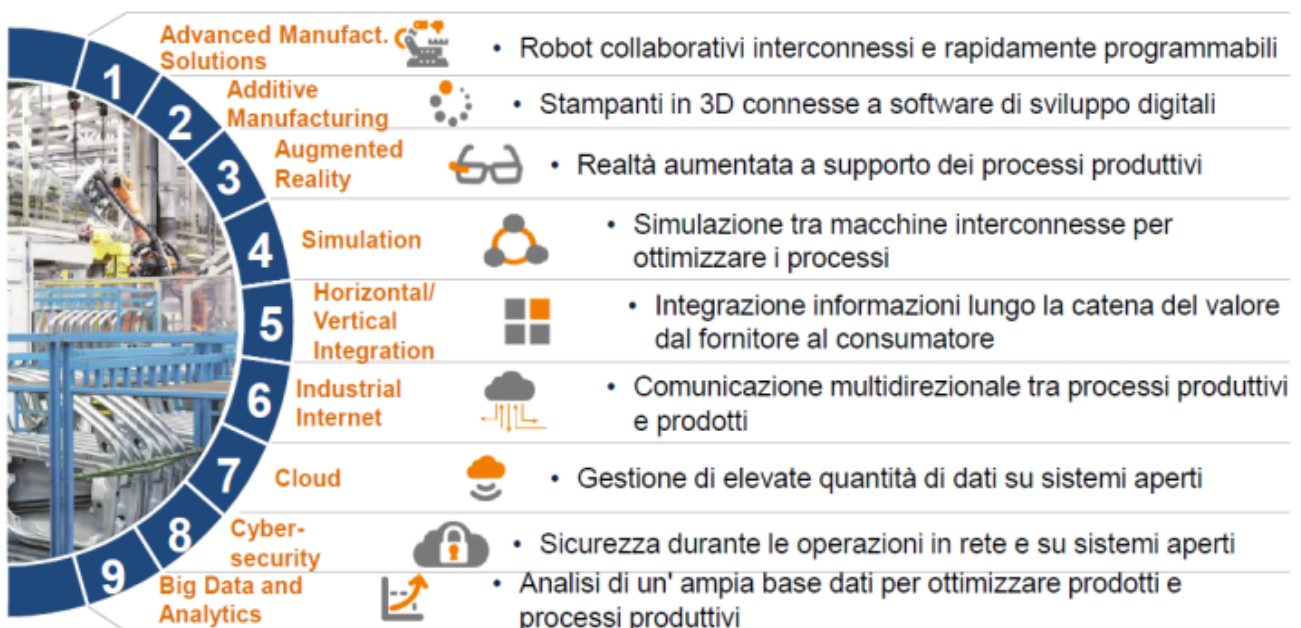 1
Advanced Manufact.
Solutions
• Robot collaborativi interconnessi e rapidamente programmabili
2
Additive
Manufacturing
• Stampanti in 3D connesse a software di sviluppo digitali
3
Augmented
Reality
• Realtà aumentata a supporto dei processi produttivi
4
Simulation
• Simulazione tra macchine interconnesse per
ottimizzare i processi
5
Horizontal/
Vertical
Integration
• Integrazione informazioni lungo la catena del valore
dal fornitore al consumatore
6
Industrial
Internet
• Comunicazione multidirezionale tra processi produttivi
e prodotti
7
Cloud
• Gestione di elevate quantità di dati su sistemi aperti
8
Cyber-
security
• Sicurezza durante le operazioni in rete e su sistemi aperti
9
Big Data and
Analytics
• Analisi di un' ampia base dati per ottimizzare prodotti e
processi produttivi